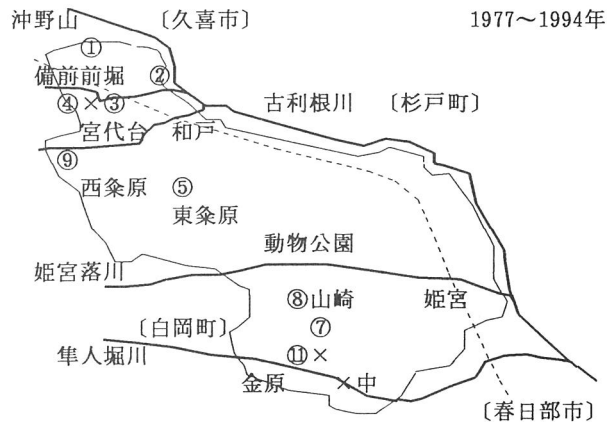 沖野山 〔久喜市〕 1977~1994年
①
備前前堀 ②
④×③ 古利根川 〔杉戸町〕
宮代台 和戸
⑨
西粂原 ⑤
東粂原
動物公園
姫宮落川
⑧山崎 姫宮
〔白岡町〕 ⑦
隼人堀川 ⑪×
金原 ×中
〔春日部市〕